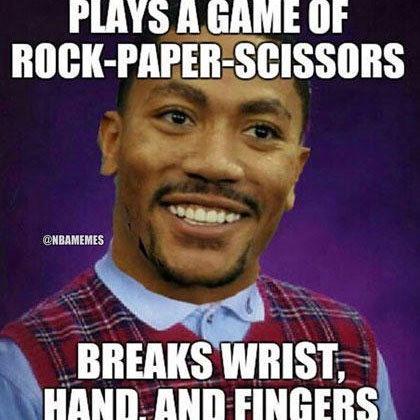 PLAYS A GAME OF
ROCK-PAPER-SCISSORS
@NBAMEMES
BREAKS WRIST,
HAND, AND FINGERS